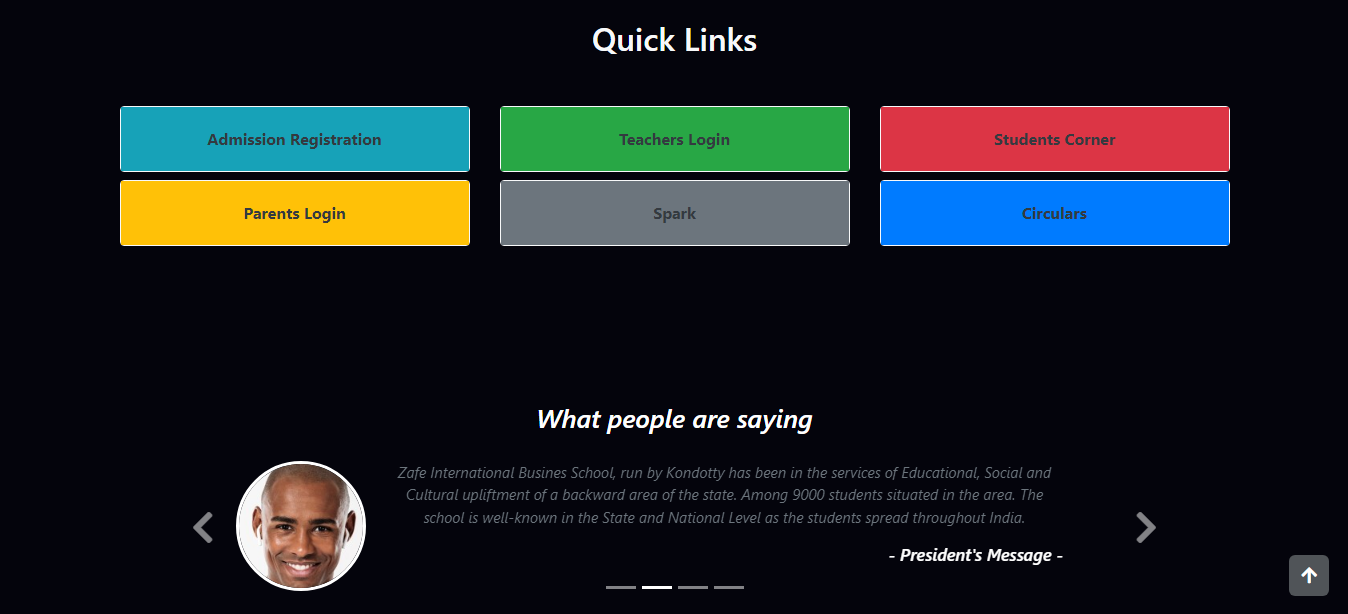 Quick Links
Admission Registration
Teachers Login
Students Corner
Parents Login
Spark
Circulars
What people are saying
Zafe International Busines School, run by Kondotty has been in the services of Educational, Social and
Cultural upliftment of a backward area of the state. Among 9000 students situated in the area. The
school is well-known in the State and National Level as the students spread throughout India.
- President's Message -